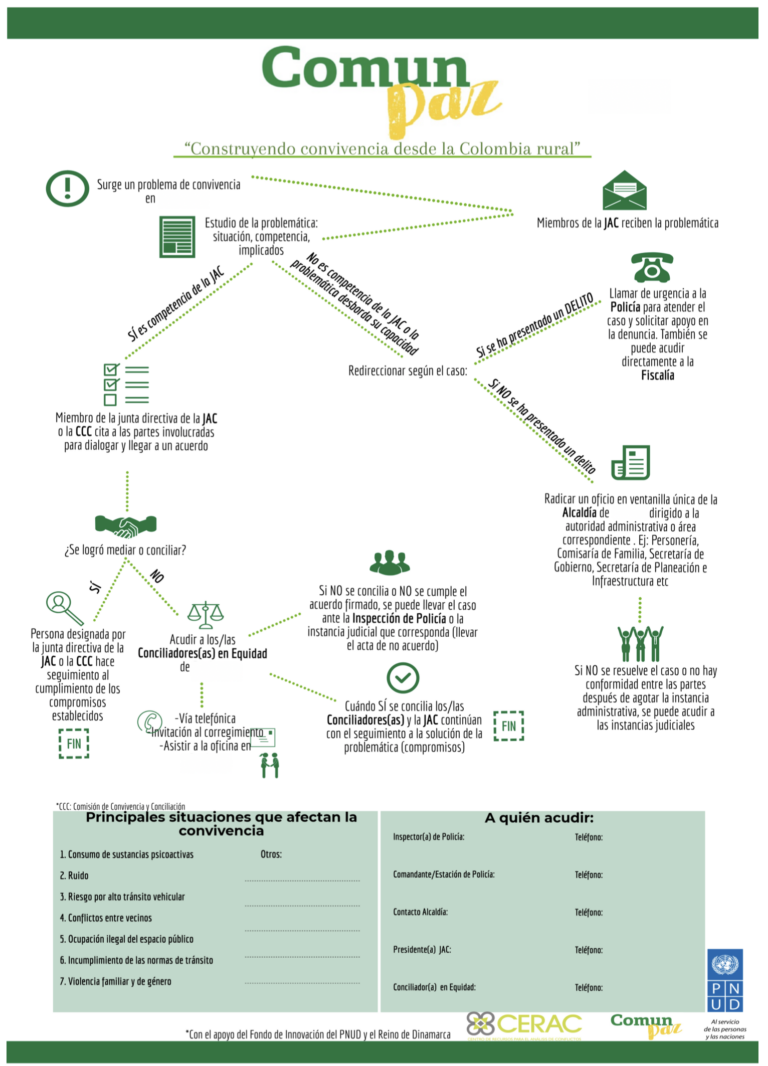 Comun
paz
“Construyendo convivencia desde la Colombia rural”
Surge un problema de convivencia
en
Miembros de la JAC reciben la problemática
Estudio de la problemática:
situación, competencia,
implicados
SÍ es competencia de la JAC
No es competencia de la JAC o la
problemática desborda su capacidad
Redireccionar según el caso:
Si se ha presentado un DELITO
Llamar de urgencia a la
Policía para atender el
caso y solicitar apoyo en
la denuncia. También se
puede acudir
directamente a la
Fiscalía
Si NO se ha presentado un delito
Miembro de la junta directiva de la JAC
o la CCC cita a las partes involucradas
para dialogar y llegar a un acuerdo
Radicar un oficio en ventanilla única de la
Alcaldía de dirigido a la
autoridad administrativa o área
correspondiente . Ej: Personería,
Comisaría de Familia, Secretaría de
Gobierno, Secretaría de Planeación e
Infraestructura etc
¿Se logró mediar o conciliar?
SÍ
NO
Persona designada por
la junta directiva de la
JAC o la CCC hace
seguimiento al
cumplimiento de los
compromisos
establecidos
FIN
Acudir a los/las
Conciliadores(as) en Equidad
de
-Vía telefónica
-Invitación al corregimiento
-Asistir a la oficina en
Si NO se concilia o NO se cumple el
acuerdo firmado, se puede llevar el caso
ante la Inspección de Policía o la
instancia judicial que corresponda (llevar
el acta de no acuerdo)
Cuándo SÍ se concilia los/las
Conciliadores(as) y la JAC continúan
con el seguimiento a la solución de la
problemática (compromisos)
FIN
Si NO se resuelve el caso o no hay
conformidad entre las partes
después de agotar la instancia
administrativa, se puede acudir a
las instancias judiciales
*CCC: Comisión de Convivencia y Conciliación
Principales situaciones que afectan la
convivencia
1. Consumo de sustancias psicoactivas
2. Ruido
3. Riesgo por alto tránsito vehicular
4. Conflictos entre vecinos
5. Ocupación ilegal del espacio público
6. Incumplimiento de las normas de tránsito
7. Violencia familiar y de género
Otros:
A quién acudir:
Inspector(a) de Policía: Teléfono:
Comandante/Estación de Policía: Teléfono:
Contacto Alcaldía: Teléfono:
Presidente(a) JAC: Teléfono:
Conciliador(a) en Equidad: Teléfono:
*Con el apoyo del Fondo de Innovación del PNUD y el Reino de Dinamarca
CERAC
Comun
paz
PN
UD
Al servicio
de las personas
y las naciones